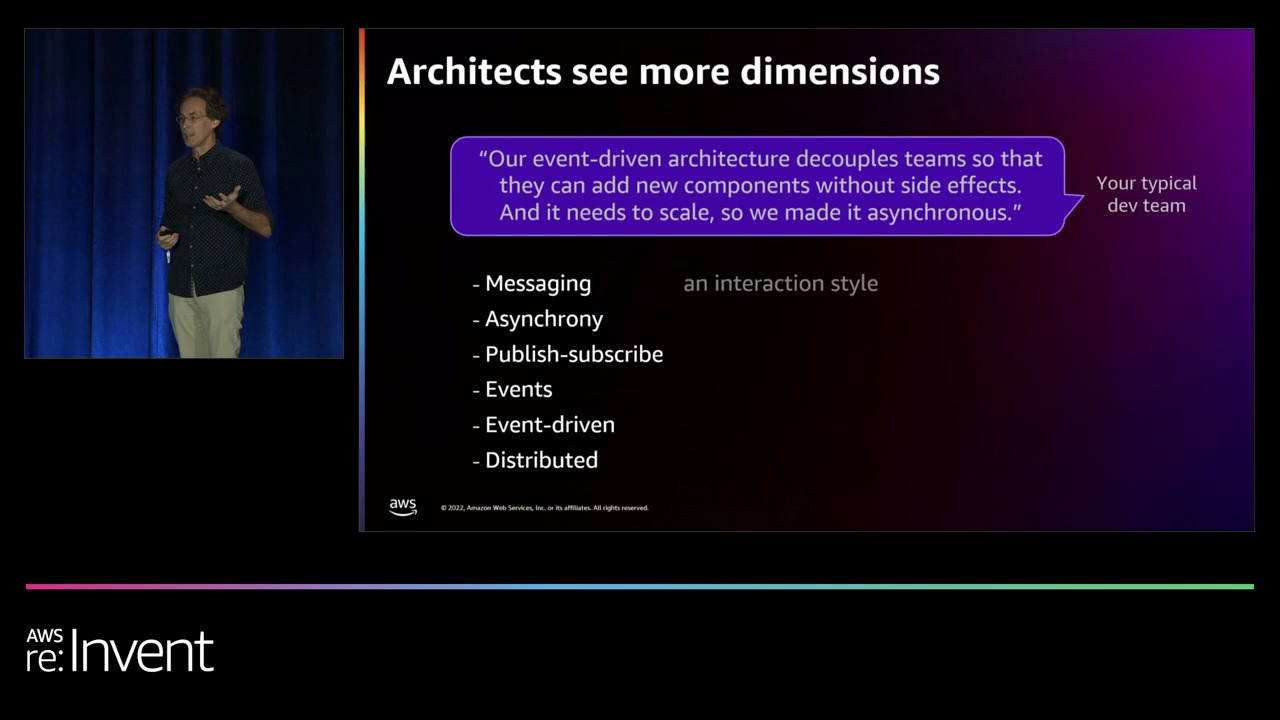 Architects see more dimensions
“Our event-driven architecture decouples teams so that
they can add new components without side effects.
And it needs to scale, so we made it asynchronous.”
Your typical
dev team
- Messaging
an interaction style
- Asynchrony
- Publish-subscribe
- Events
- Event-driven
- Distributed
aws
© 2022, Amazon Web Services, Inc. or its affiliates. All rights reserved.
AWS
re:Invent